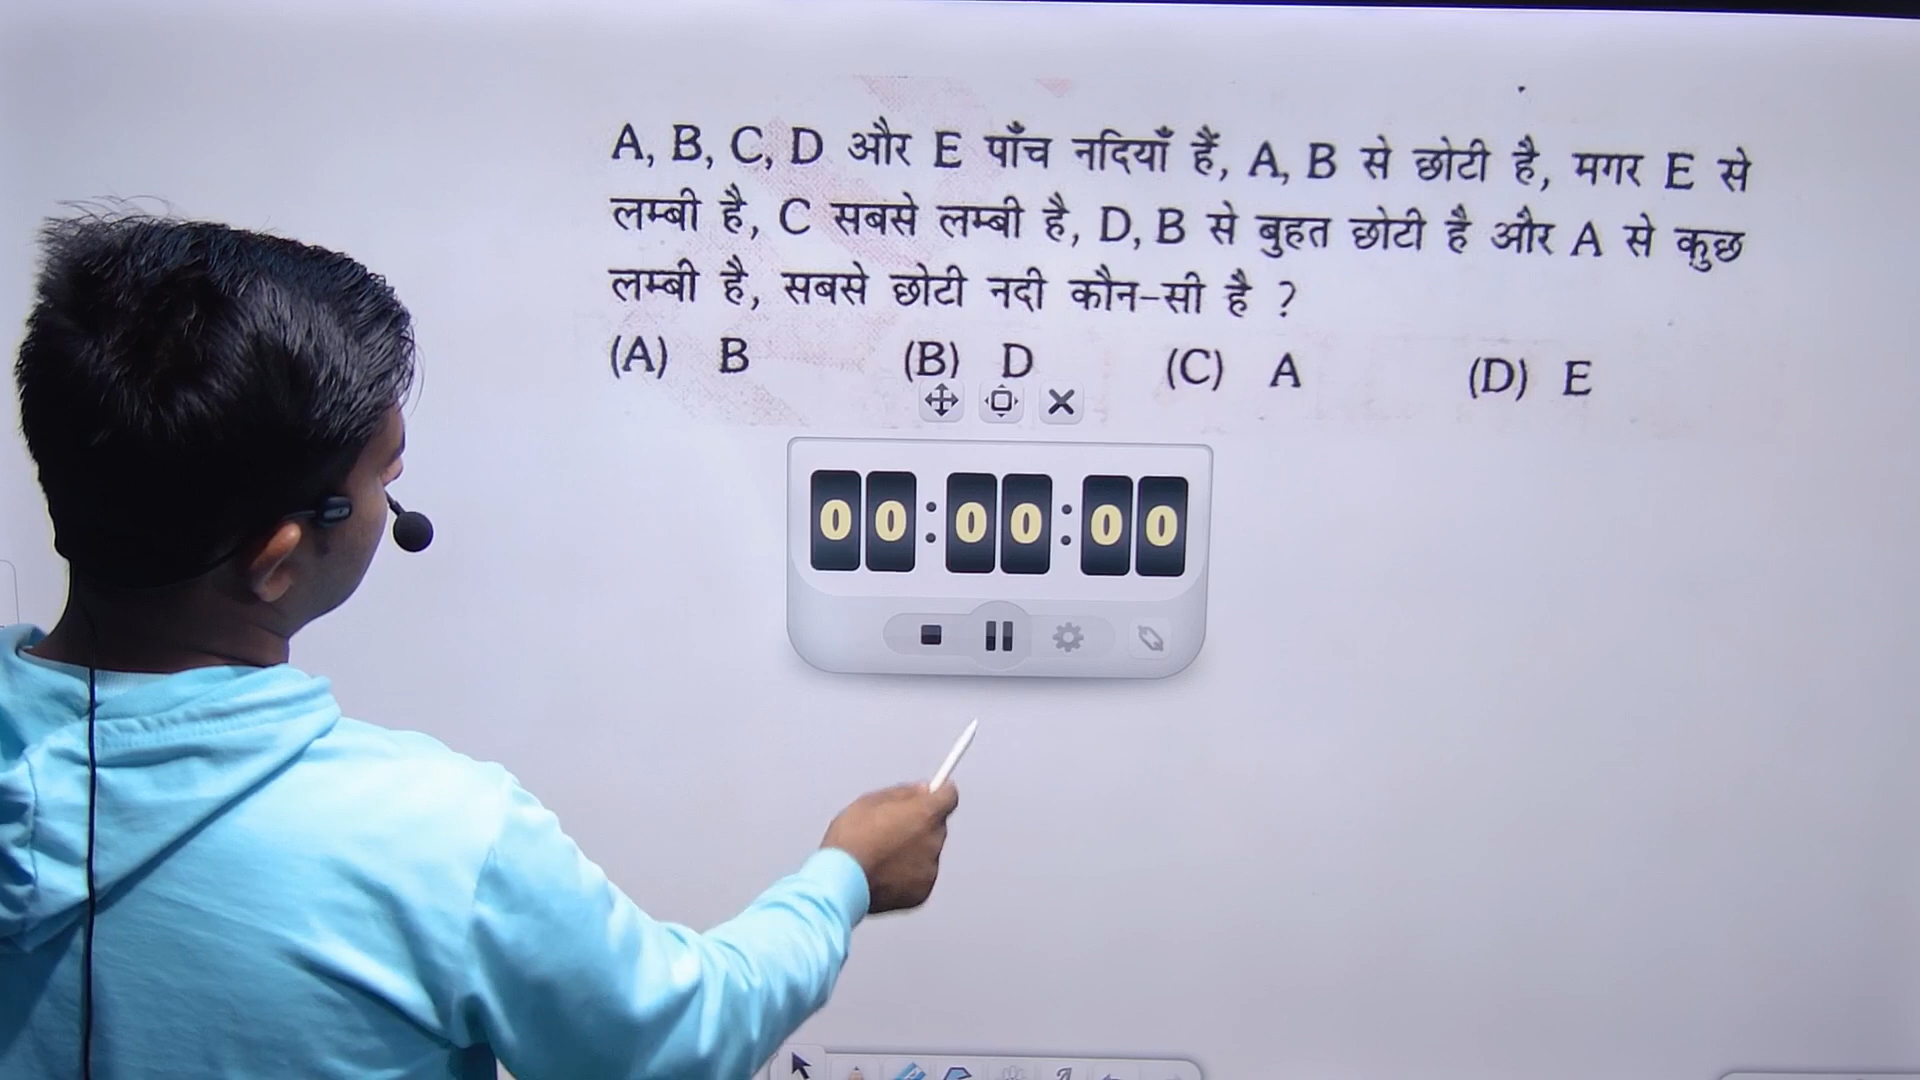 A, B, C, D और E पाँच नदियाँ हैं, A, B से छोटी है, मगर E से
लम्बी है, C सबसे लम्बी है, D, B से बुहत छोटी है और A से कुछ
लम्बी है, सबसे छोटी नदी कौन-सी है ?
(A) B (B) D (C) A (D) E
00:00:00